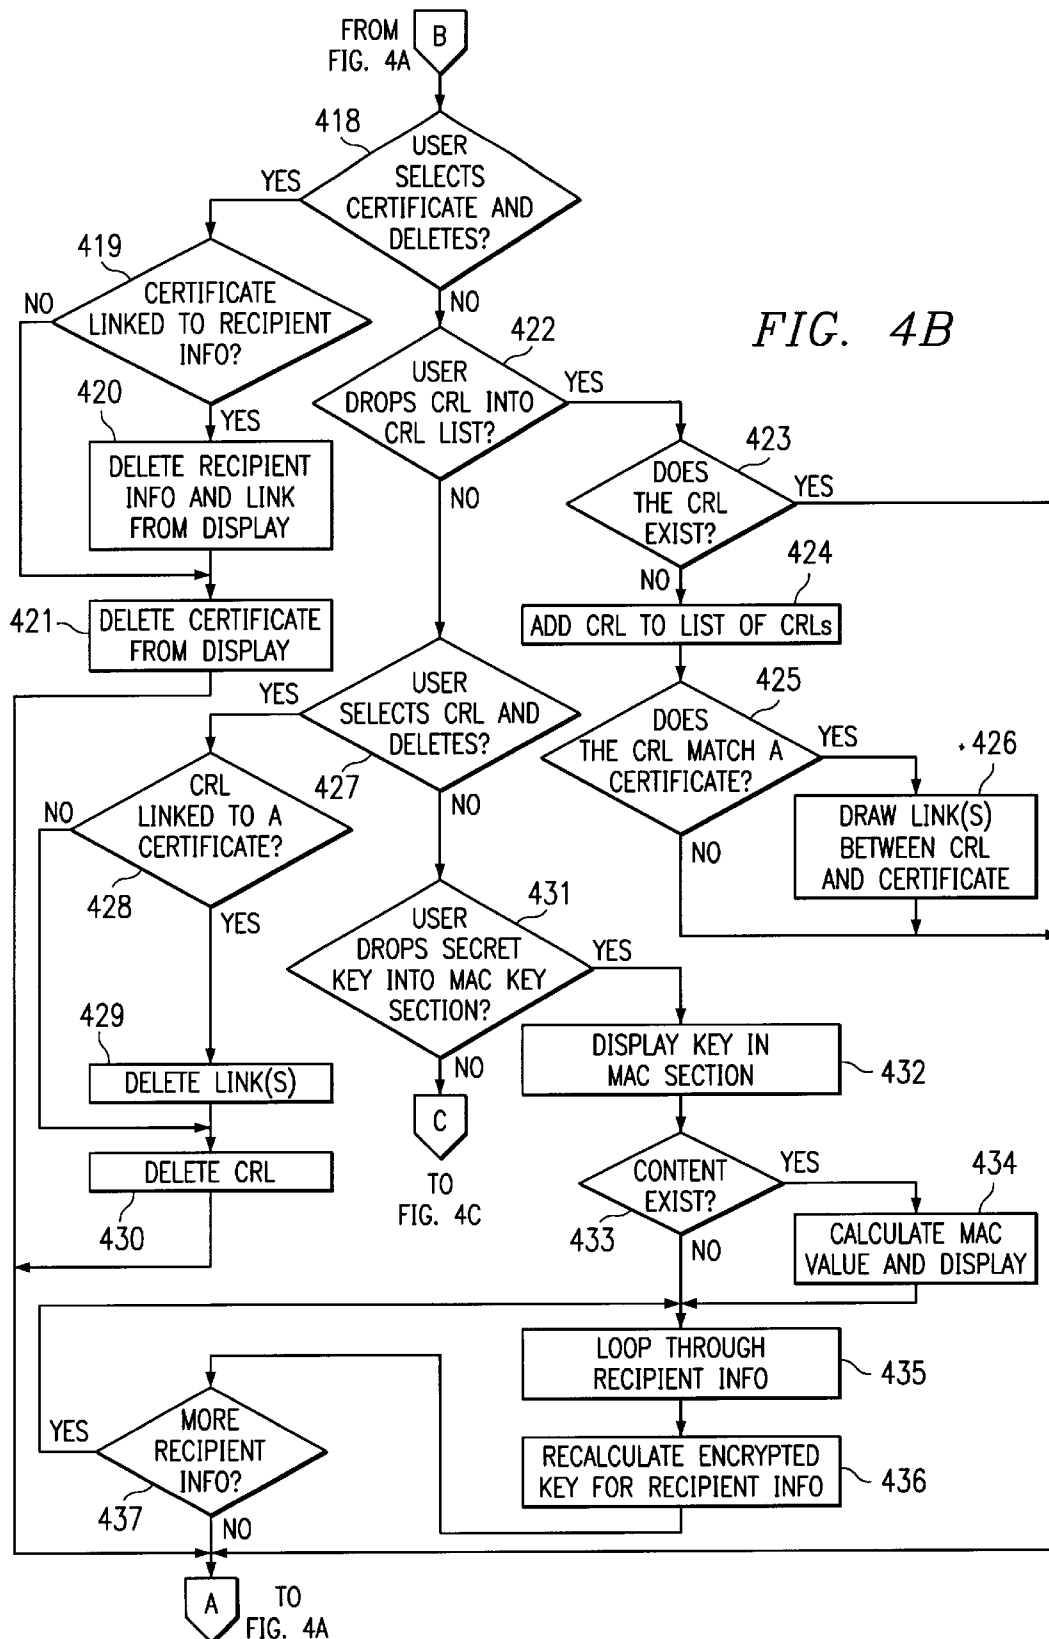 FROM
FIG. 4A
B
418
USER
SELECTS
CERTIFICATE AND
DELETES?
YES
NO
419
CERTIFICATE
LINKED TO RECIPIENT
INFO?
NO
YES
420
DELETE RECIPIENT
INFO AND LINK
FROM DISPLAY
421
DELETE CERTIFICATE
FROM DISPLAY
FIG. 4B
422
USER
DROPS CRL INTO
CRL LIST?
YES
NO
423
DOES
THE CRL
EXIST?
YES
NO
424
ADD CRL TO LIST OF CRLs
425
DOES
THE CRL MATCH A
CERTIFICATE?
YES
NO
426
DRAW LINK(S)
BETWEEN CRL
AND CERTIFICATE
USER
SELECTS CRL AND
DELETES?
427
YES
NO
CRL
LINKED TO A
CERTIFICATE?
428
NO
YES
429
DELETE LINK(S)
DELETE CRL
430
431
USER
DROPS SECRET
KEY INTO MAC KEY
SECTION?
YES
NO
C
TO
FIG. 4C
DISPLAY KEY IN
MAC SECTION
432
CONTENT
EXIST?
433
YES
NO
434
CALCULATE MAC
VALUE AND DISPLAY
LOOP THROUGH
RECIPIENT INFO
435
RECALCULATE ENCRYPTED
KEY FOR RECIPIENT INFO
436
MORE
RECIPIENT
INFO?
437
YES
NO
A
TO
FIG. 4A